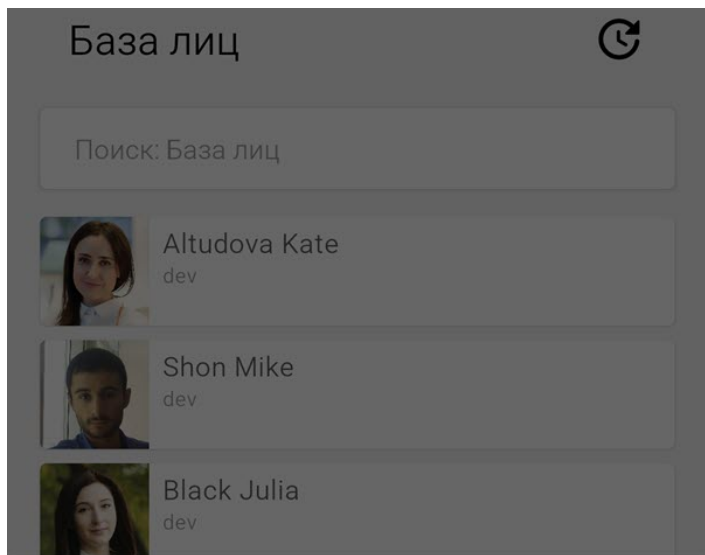 База лиц
Поиск: База лиц
Altudova Kate
dev
Shon Mike
dev
Black Julia
dev